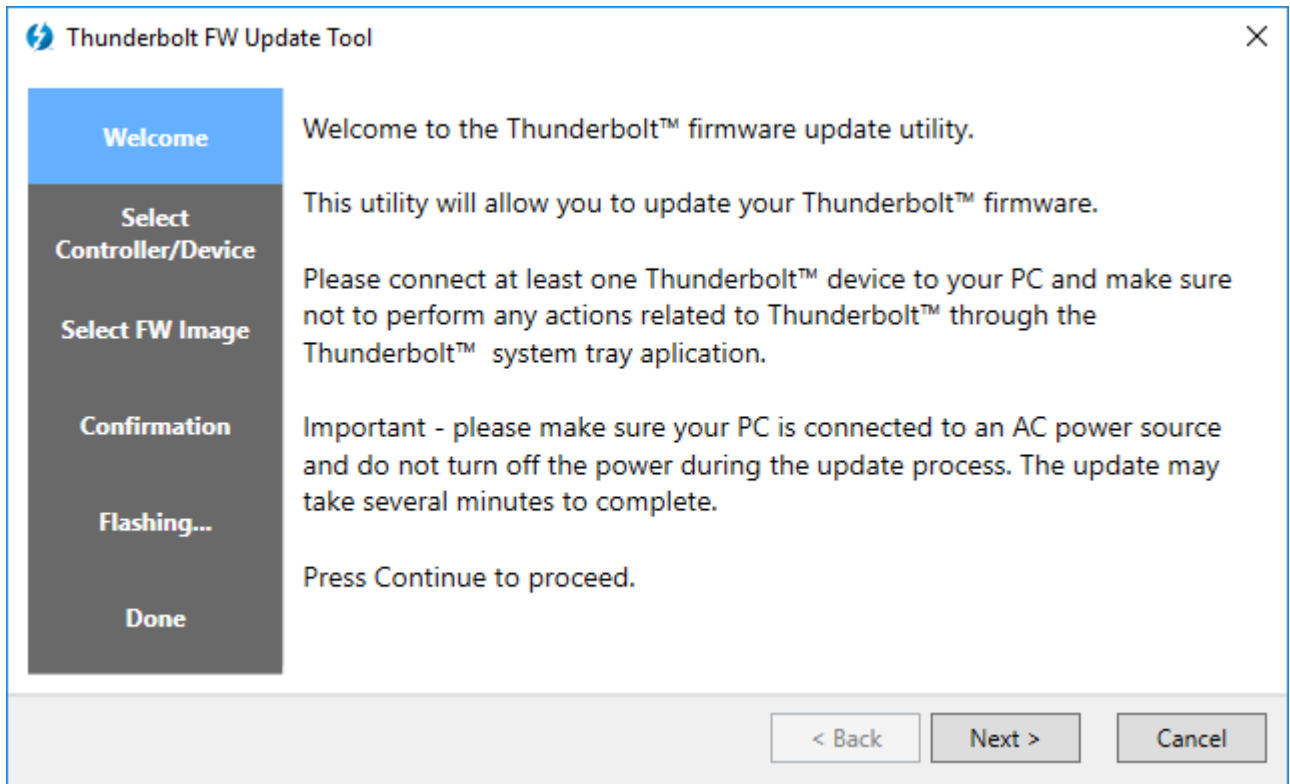 Thunderbolt FW Update Tool
Welcome
Select
Controller/Device
Select FW Image
Confirmation
Flashing...
Done
Welcome to the Thunderbolt™ firmware update utility.
This utility will allow you to update your Thunderbolt™ firmware.
Please connect at least one Thunderbolt™ device to your PC and make sure
not to perform any actions related to Thunderbolt™ through the
Thunderbolt™  system tray aplication.
Important - please make sure your PC is connected to an AC power source
and do not turn off the power during the update process. The update may
take several minutes to complete.
Press Continue to proceed.
< Back
Next >
Cancel